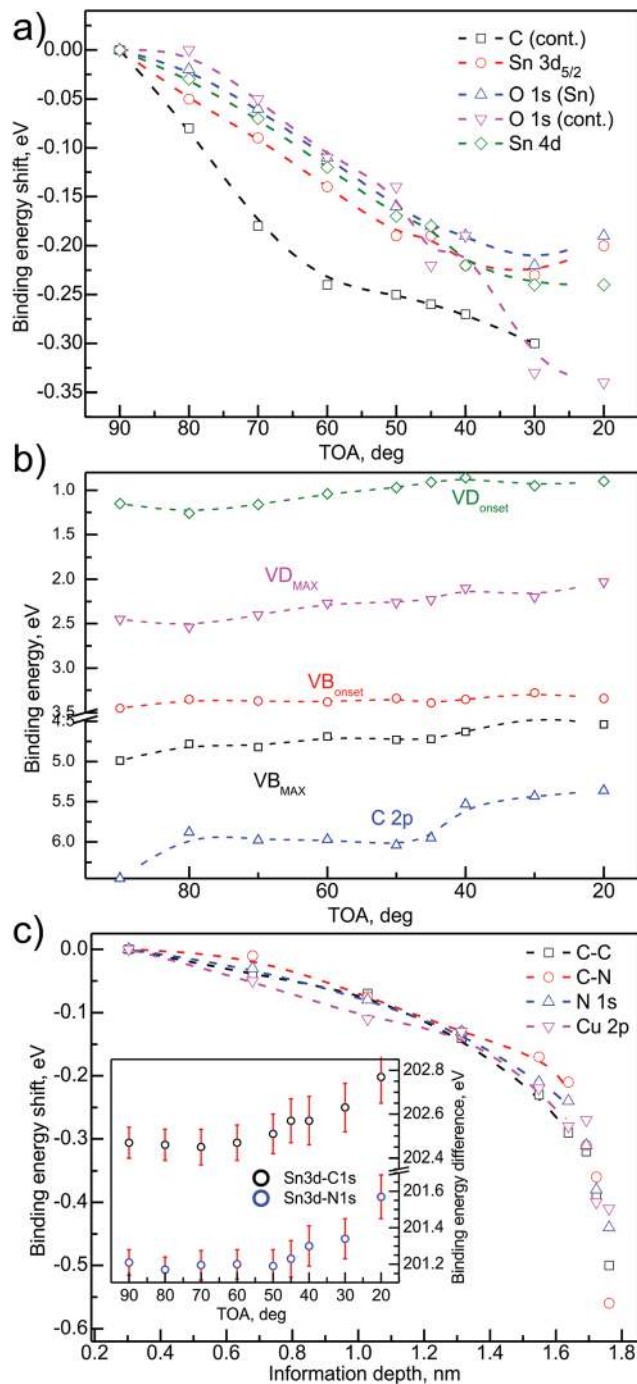 a)
0.00
-0.05
-0.10
-0.15
-0.20
-0.25
-0.30
-0.35
Binding energy shift, eV
C (cont.)
Sn 3d5/2
O 1s (Sn)
O 1s (cont.)
Sn 4d
90 80 70 60 50 40 30 20
TOA, deg
b)
1.0
1.5
2.0
2.5
3.0
3.5
4.5
5.0
5.5
6.0
Binding energy, eV
VDonset
VDMAX
VBonset
VBMAX
C 2p
80 60 40 20
TOA, deg
c)
0.0
-0.1
-0.2
-0.3
-0.4
-0.5
-0.6
Binding energy shift, eV
C-C
C-N
N 1s
Cu 2p
202.8
202.6
202.4
201.6
201.4
201.2
Binding energy difference, eV
Sn3d-C1s
Sn3d-N1s
90 80 70 60 50 40 30 20
TOA, deg
0.2 0.4 0.6 0.8 1.0 1.2 1.4 1.6 1.8
Information depth, nm